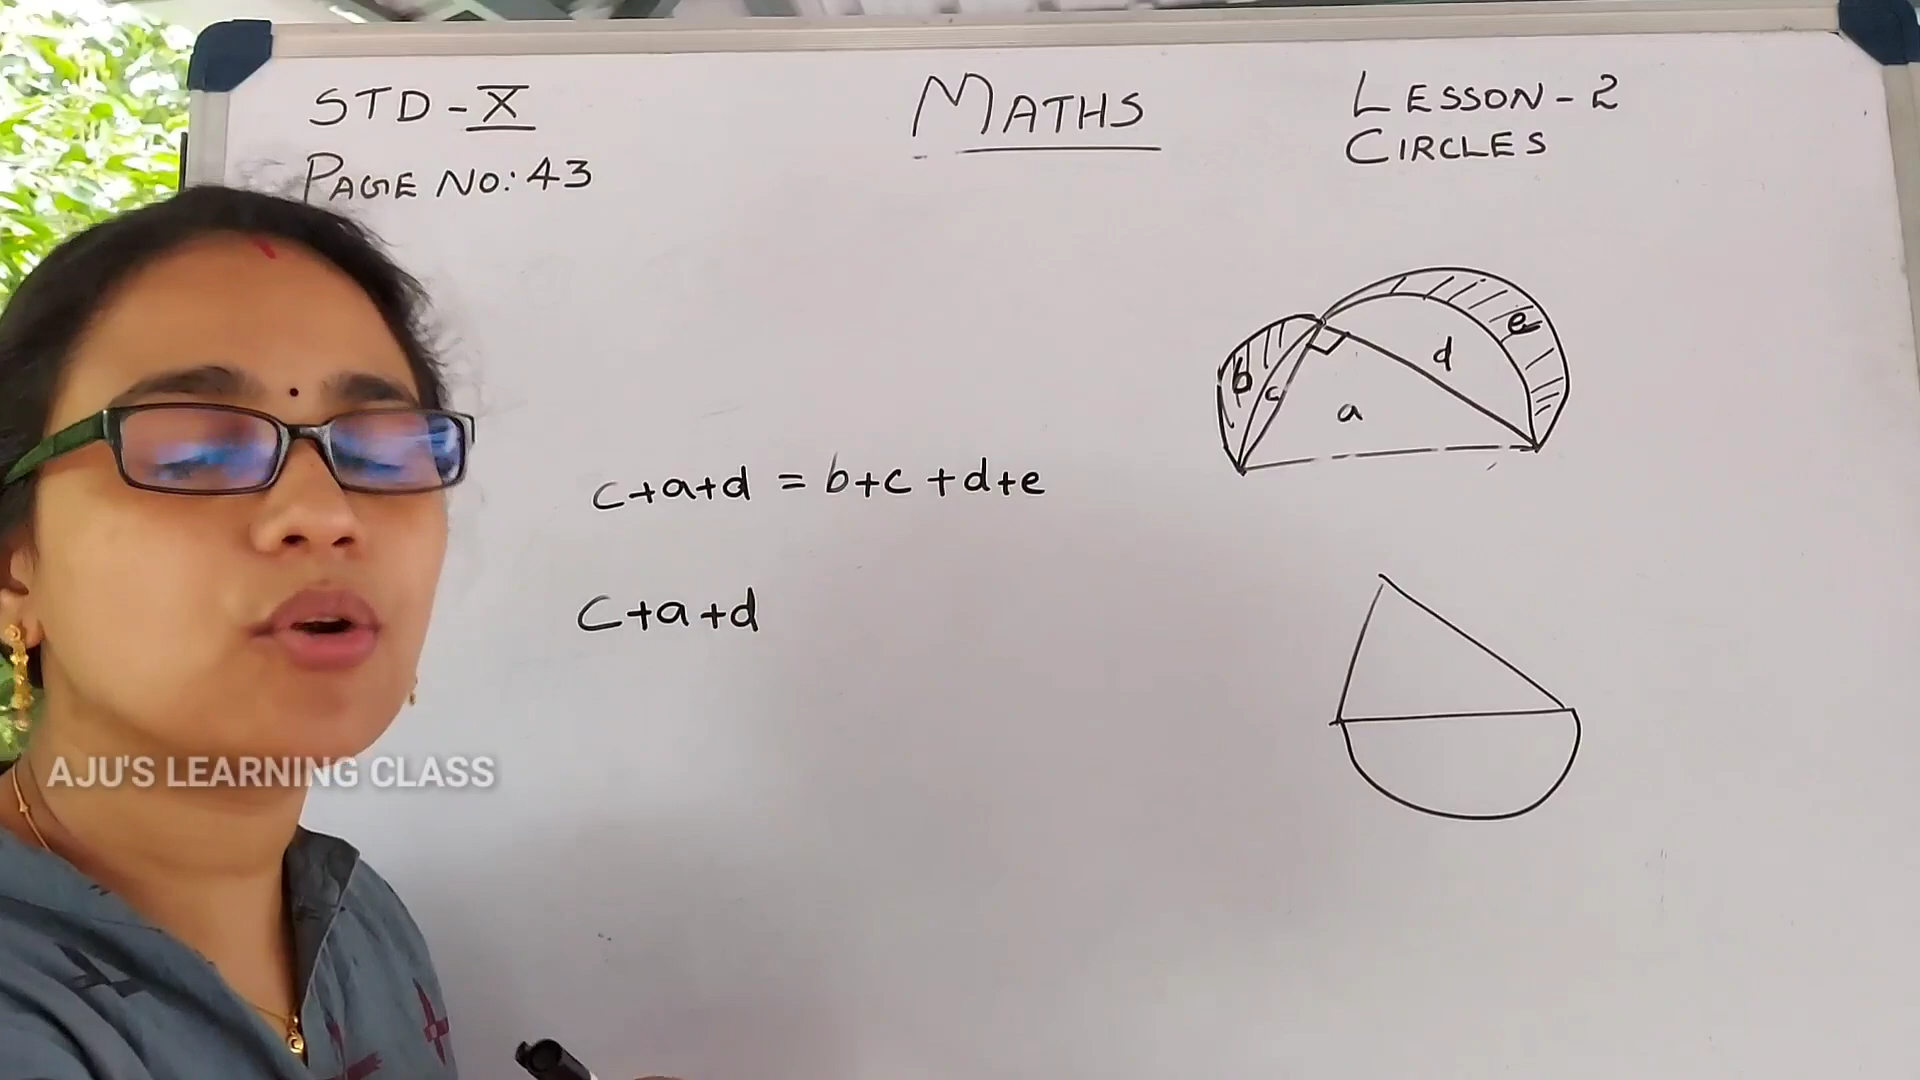 STD - X
MATHS
LESSON - 2
CIRCLES
PAGE NO: 43
b
c
a
d
e
c+a+d = b+c+d+e
c+a+d
AJU'S LEARNING CLASS